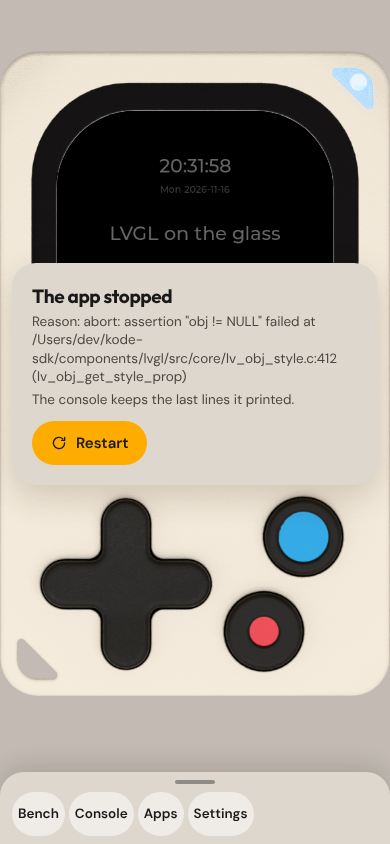 20:31:58
Mon 2026-11-16
LVGL on the glass
The app stopped
Reason: abort: assertion "obj != NULL" failed at
/Users/dev/kode-
sdk/components/lvgl/src/core/lv_obj_style.c:412
(lv_obj_get_style_prop)
The console keeps the last lines it printed.
Restart
Bench Console Apps Settings